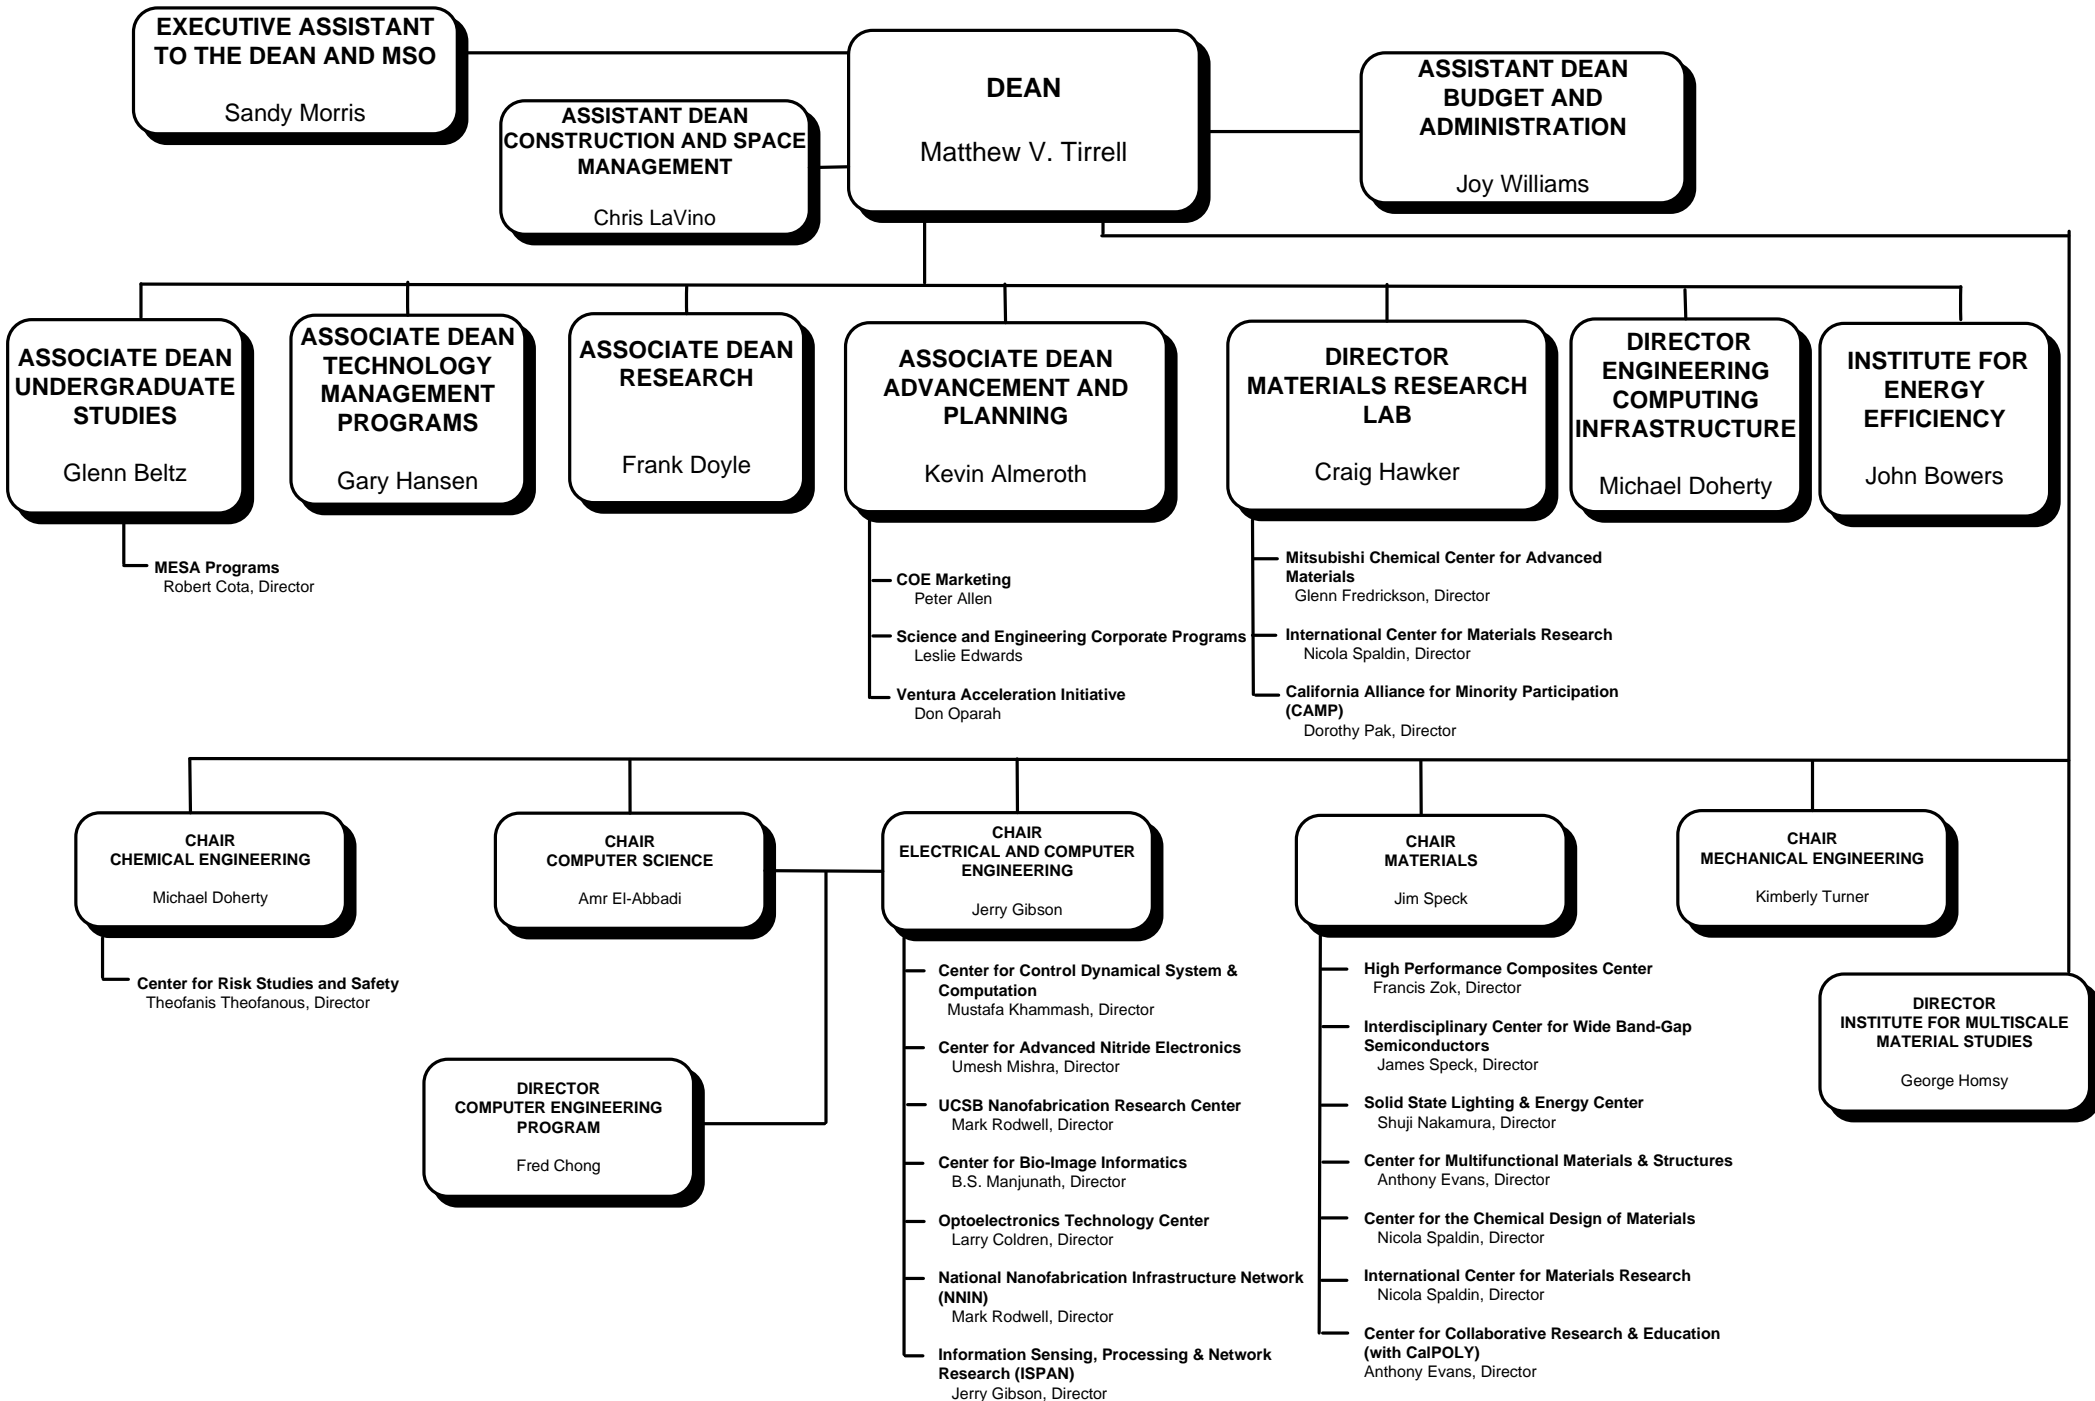 EXECUTIVE ASSISTANT
TO THE DEAN AND MSO
Sandy Morris
ASSISTANT DEAN
CONSTRUCTION AND SPACE
MANAGEMENT
Chris LaVino
DEAN
Matthew V. Tirrell
ASSISTANT DEAN
BUDGET AND
ADMINISTRATION
Joy Williams
ASSOCIATE DEAN
UNDERGRADUATE
STUDIES
Glenn Beltz
MESA Programs
Robert Cota, Director
ASSOCIATE DEAN
TECHNOLOGY
MANAGEMENT
PROGRAMS
Gary Hansen
ASSOCIATE DEAN
RESEARCH
Frank Doyle
ASSOCIATE DEAN
ADVANCEMENT AND
PLANNING
Kevin Almeroth
COE Marketing
Peter Allen
Science and Engineering Corporate Programs
Leslie Edwards
Ventura Acceleration Initiative
Don Oparah
DIRECTOR
MATERIALS RESEARCH
LAB
Craig Hawker
Mitsubishi Chemical Center for Advanced
Materials
Glenn Fredrickson, Director
International Center for Materials Research
Nicola Spaldin, Director
California Alliance for Minority Participation
(CAMP)
Dorothy Pak, Director
DIRECTOR
ENGINEERING
COMPUTING
INFRASTRUCTURE
Michael Doherty
INSTITUTE FOR
ENERGY
EFFICIENCY
John Bowers
CHAIR
CHEMICAL ENGINEERING
Michael Doherty
Center for Risk Studies and Safety
Theofanis Theofanous, Director
CHAIR
COMPUTER SCIENCE
Amr El-Abbadi
DIRECTOR
COMPUTER ENGINEERING
PROGRAM
Fred Chong
CHAIR
ELECTRICAL AND COMPUTER
ENGINEERING
Jerry Gibson
Center for Control Dynamical System &
Computation
Mustafa Khammash, Director
Center for Advanced Nitride Electronics
Umesh Mishra, Director
UCSB Nanofabrication Research Center
Mark Rodwell, Director
Center for Bio-Image Informatics
B.S. Manjunath, Director
Optoelectronics Technology Center
Larry Coldren, Director
National Nanofabrication Infrastructure Network
(NNIN)
Mark Rodwell, Director
Information Sensing, Processing & Network
Research (ISPAN)
Jerry Gibson, Director
CHAIR
MATERIALS
Jim Speck
High Performance Composites Center
Francis Zok, Director
Interdisciplinary Center for Wide Band-Gap
Semiconductors
James Speck, Director
Solid State Lighting & Energy Center
Shuji Nakamura, Director
Center for Multifunctional Materials & Structures
Anthony Evans, Director
Center for the Chemical Design of Materials
Nicola Spaldin, Director
International Center for Materials Research
Nicola Spaldin, Director
Center for Collaborative Research & Education
(with CalPOLY)
Anthony Evans, Director
CHAIR
MECHANICAL ENGINEERING
Kimberly Turner
DIRECTOR
INSTITUTE FOR MULTISCALE
MATERIAL STUDIES
George Homsy